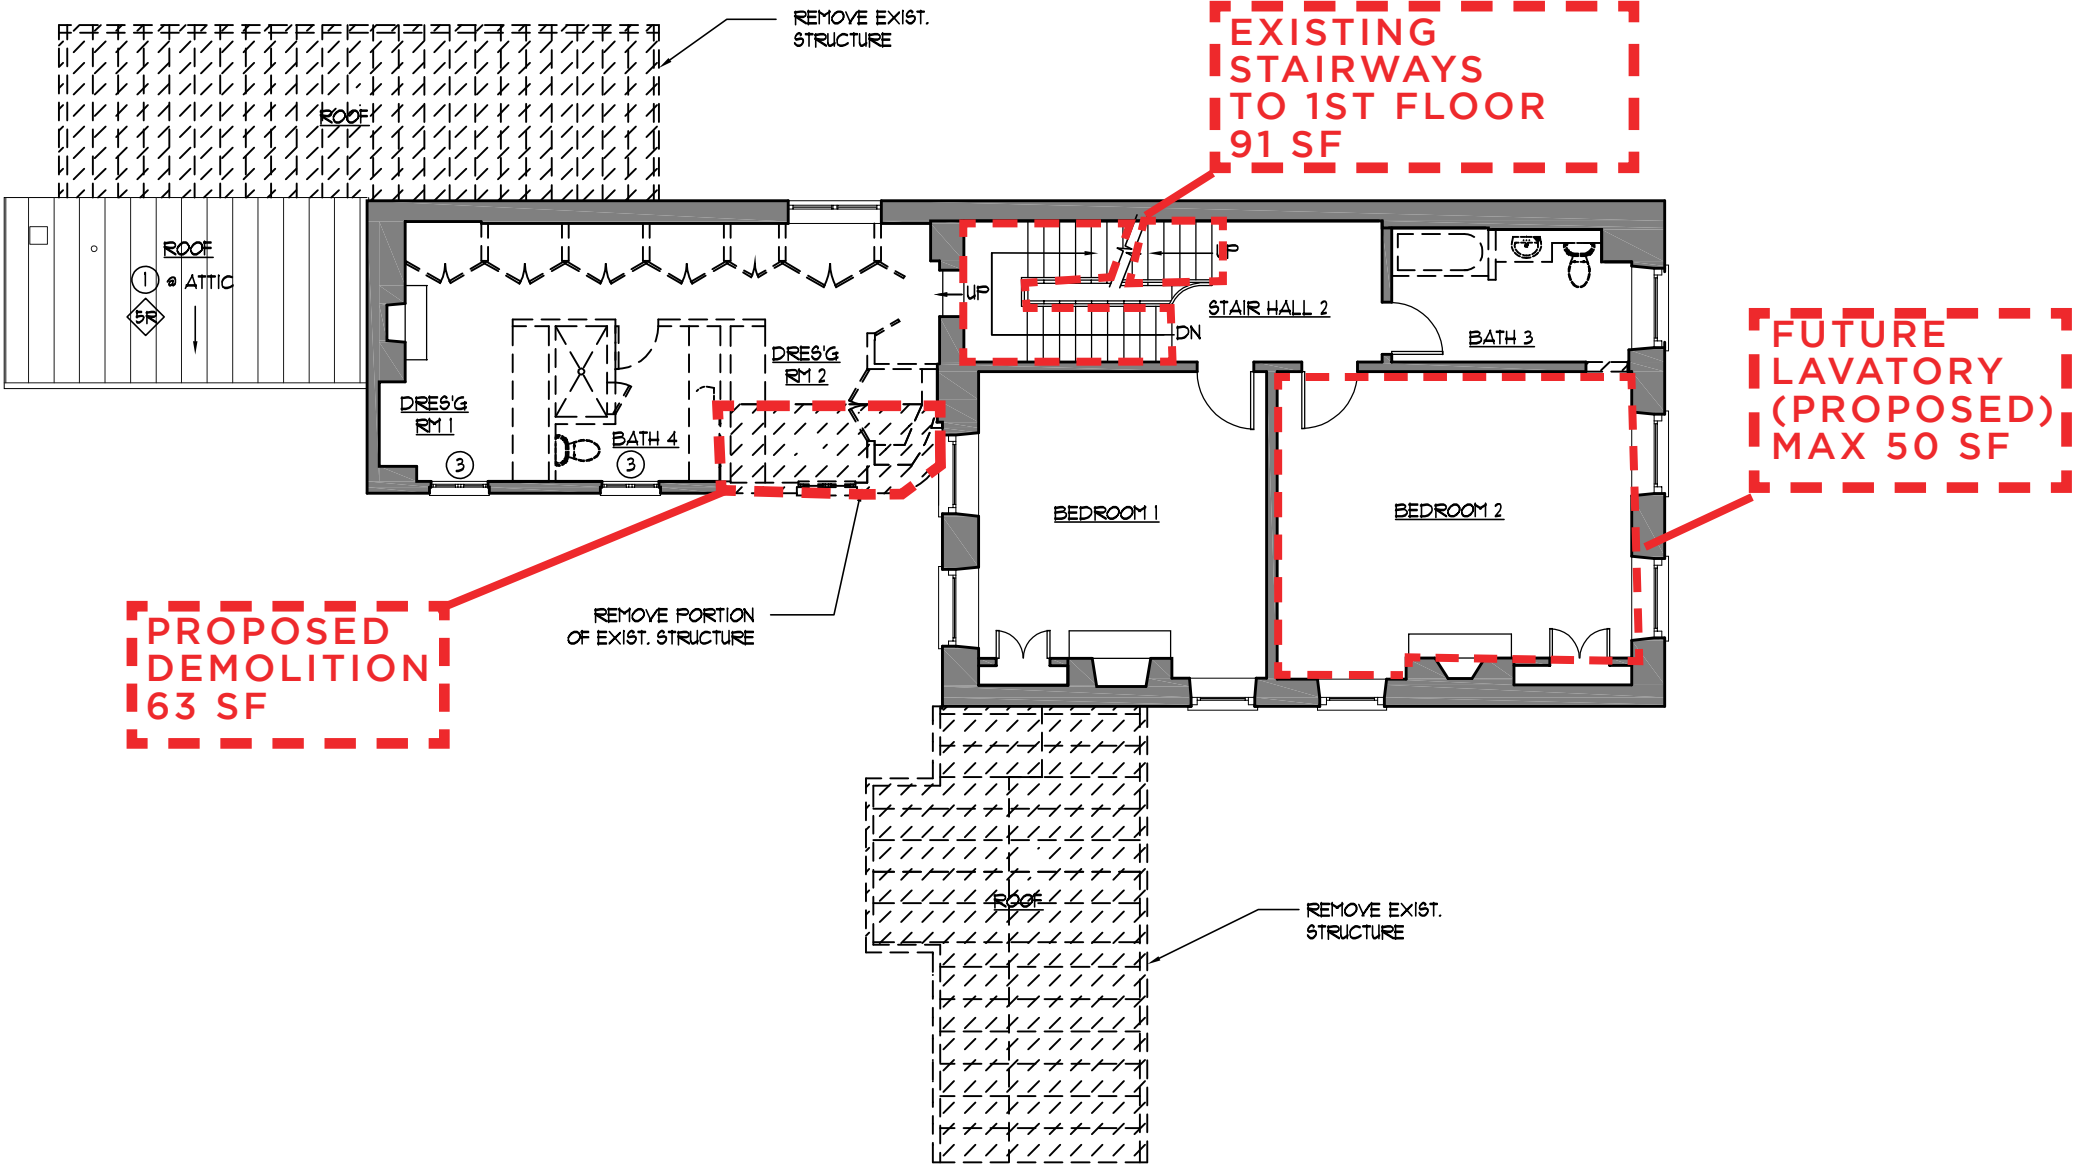 REMOVE EXIST.
STRUCTURE
EXISTING
STAIRWAYS
TO 1ST FLOOR
91 SF
ROOF
ROOF
1 @ ATTIC
5R
UP
UP
DN
STAIR HALL 2
BATH 3
DRES'G
RM 2
DRES'G
RM 1
BATH 4
3
3
FUTURE
LAVATORY
(PROPOSED)
MAX 50 SF
BEDROOM 1
BEDROOM 2
PROPOSED
DEMOLITION
63 SF
REMOVE PORTION
OF EXIST. STRUCTURE
ROOF
REMOVE EXIST.
STRUCTURE